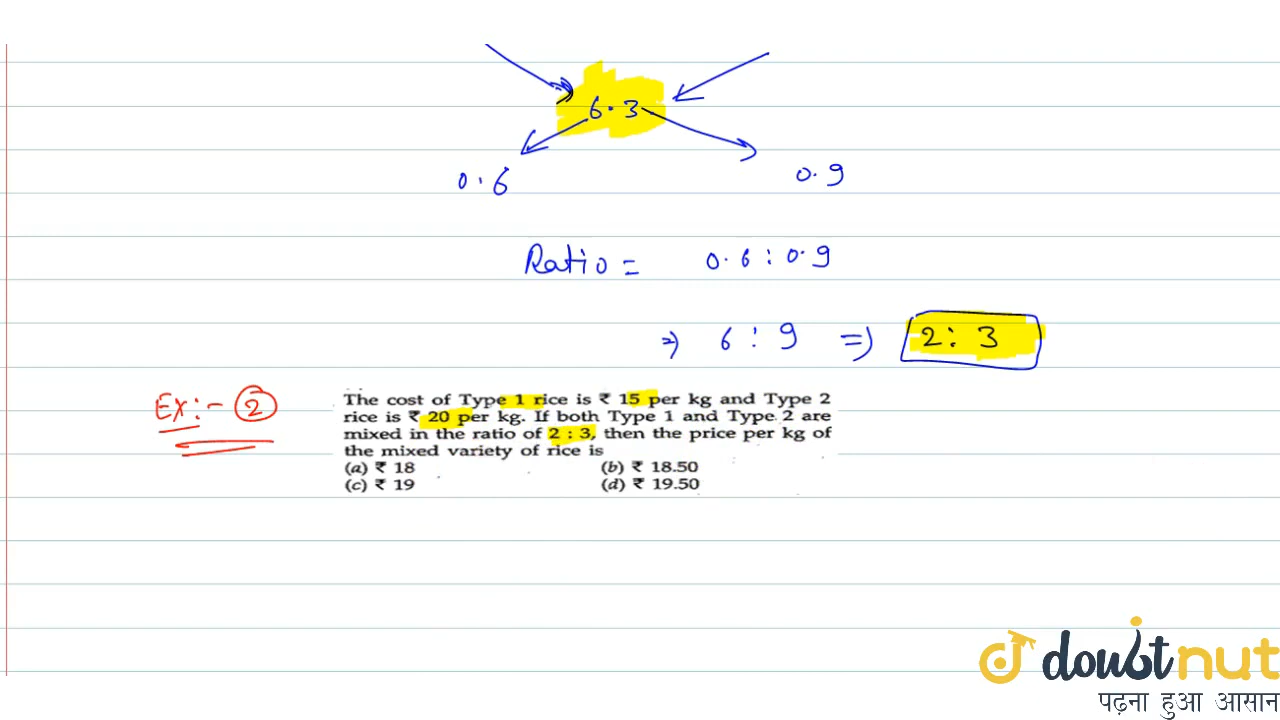 6.3
0.6 0.9
Ratio = 0.6 : 0.9
⇒ 6 : 9 ⇒ 2 : 3
Ex:- 2
The cost of Type 1 rice is ₹ 15 per kg and Type 2
rice is ₹ 20 per kg. If both Type 1 and Type 2 are
mixed in the ratio of 2 : 3, then the price per kg of
the mixed variety of rice is
(a) ₹ 18 (b) ₹ 18.50
(c) ₹ 19 (d) ₹ 19.50
doubtnut
पढ़ना हुआ आसान